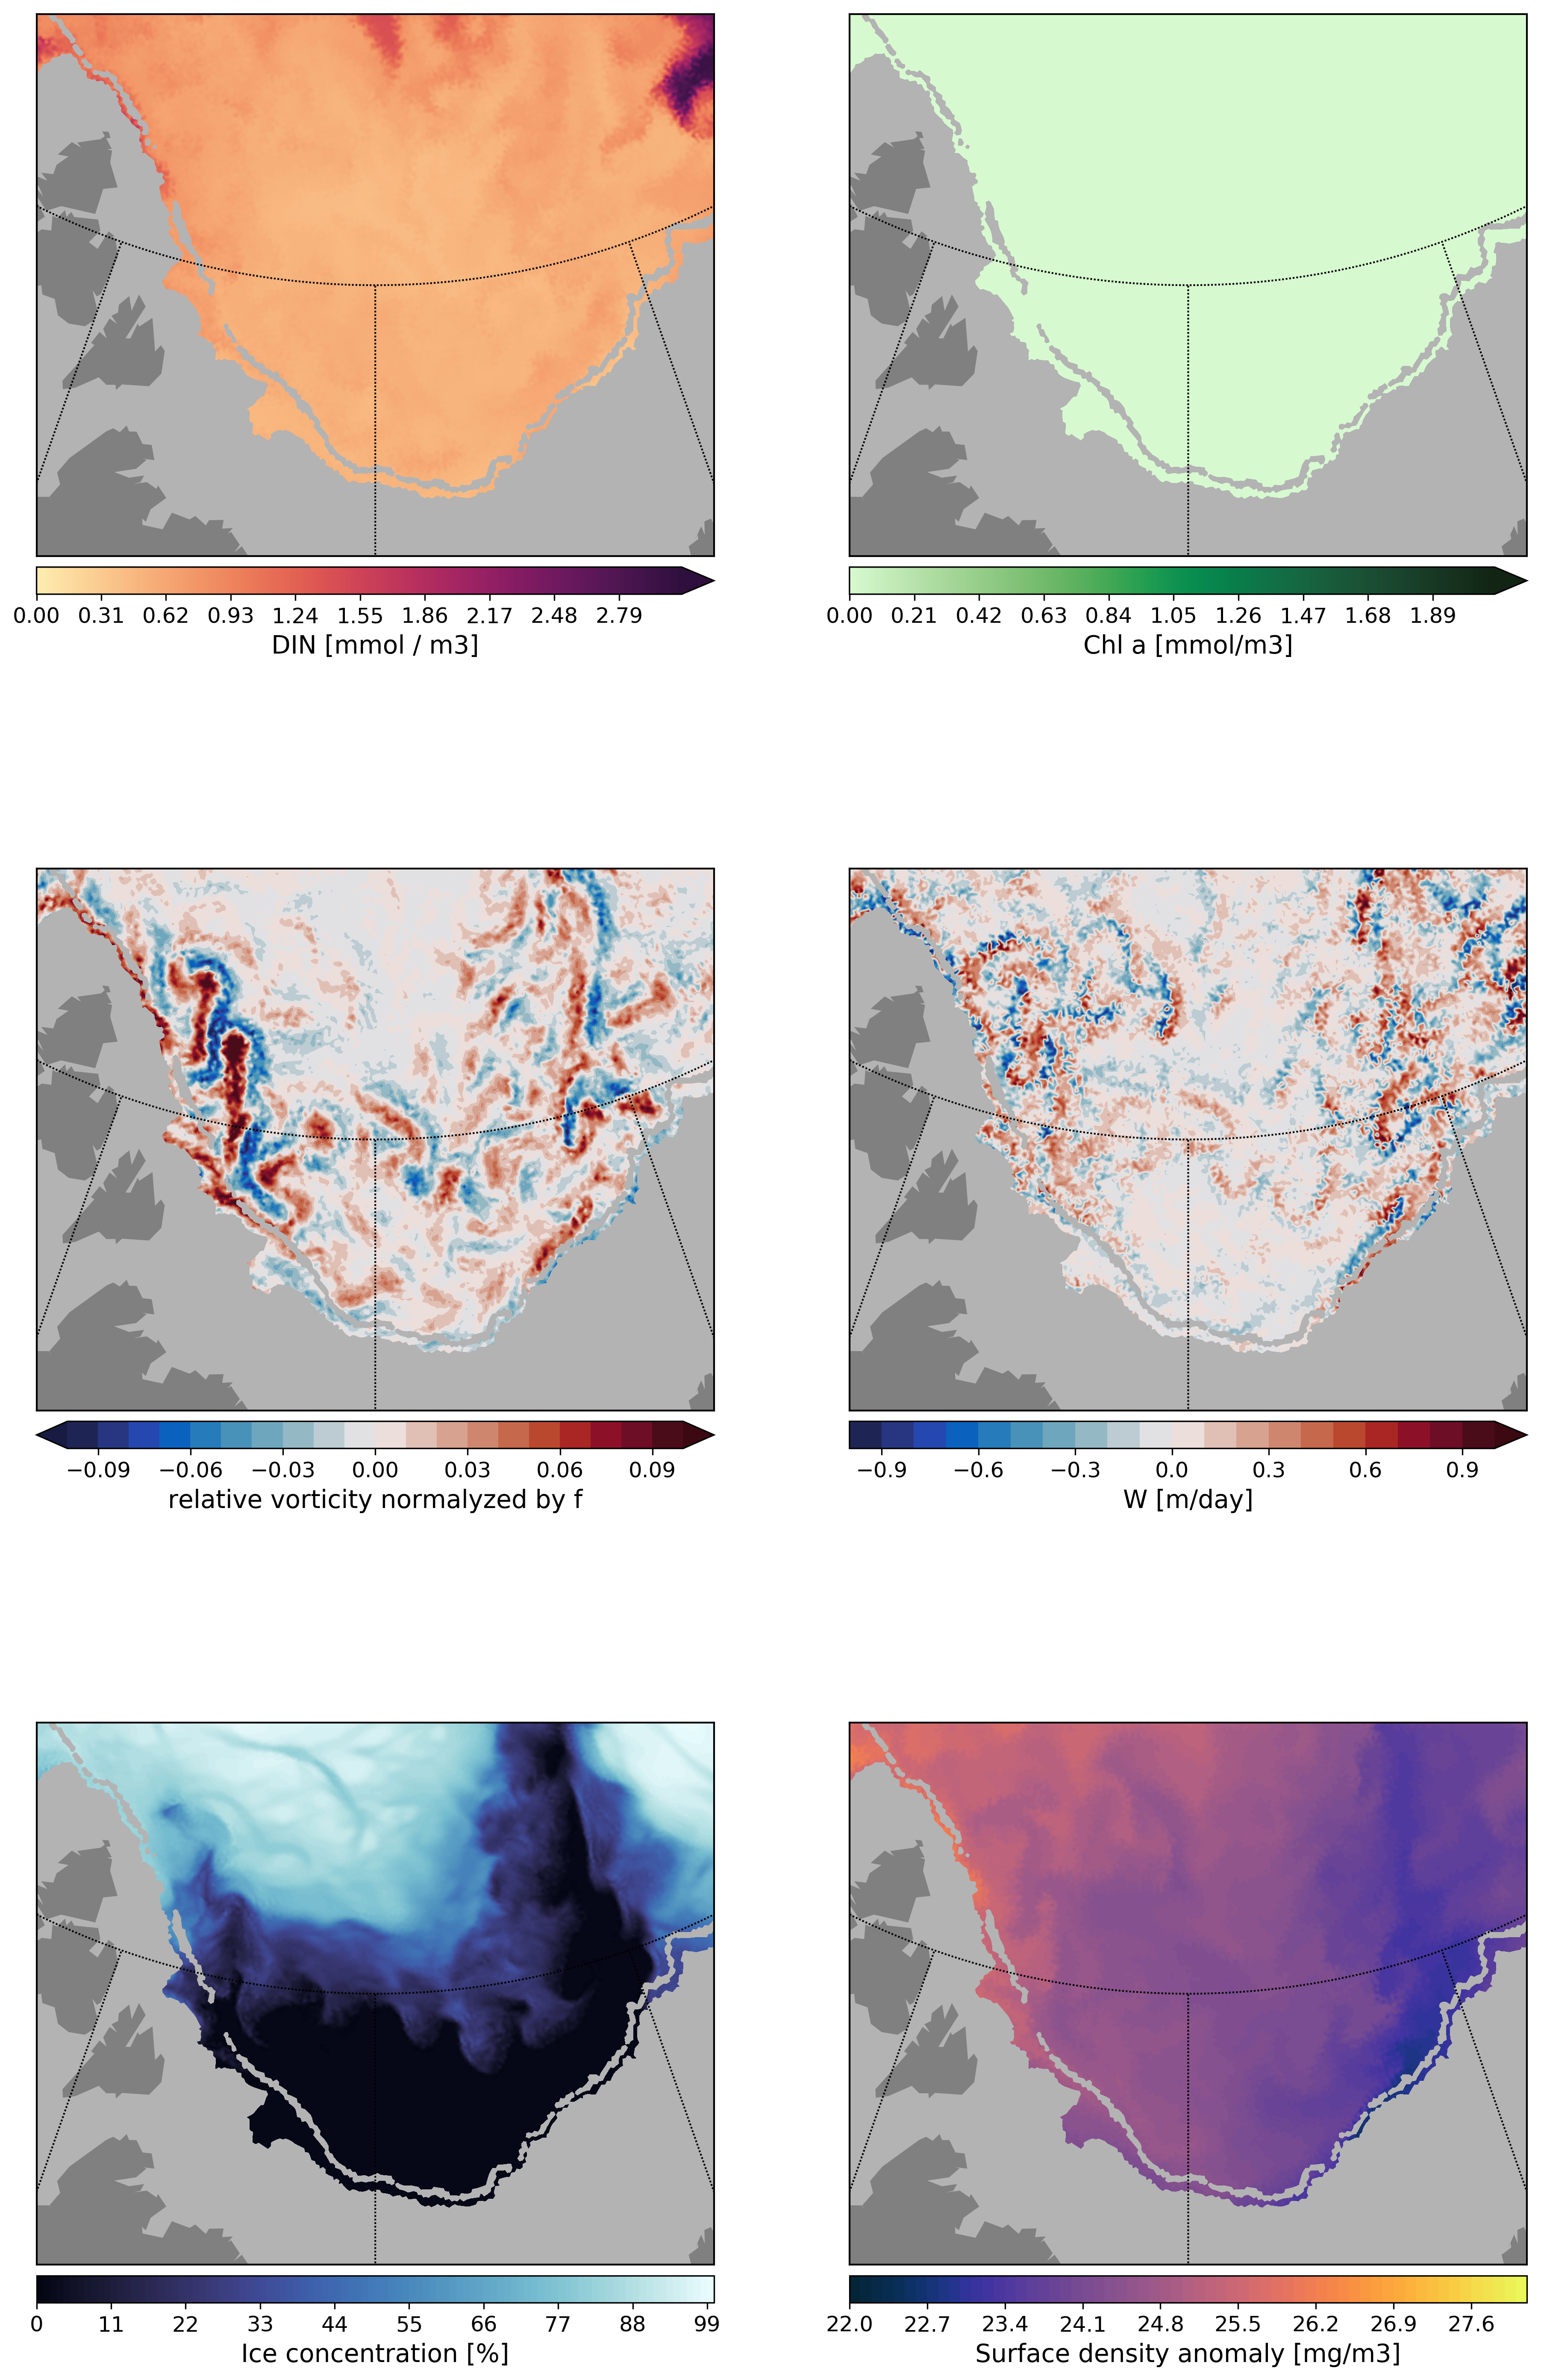 0.00 0.31 0.62 0.93 1.24 1.55 1.86 2.17 2.48 2.79
DIN [mmol / m3]
0.00 0.21 0.42 0.63 0.84 1.05 1.26 1.47 1.68 1.89
Chl a [mmol/m3]
−0.09 −0.06 −0.03 0.00 0.03 0.06 0.09
relative vorticity normalyzed by f
−0.9 −0.6 −0.3 0.0 0.3 0.6 0.9
W [m/day]
0 11 22 33 44 55 66 77 88 99
Ice concentration [%]
22.0 22.7 23.4 24.1 24.8 25.5 26.2 26.9 27.6
Surface density anomaly [mg/m3]